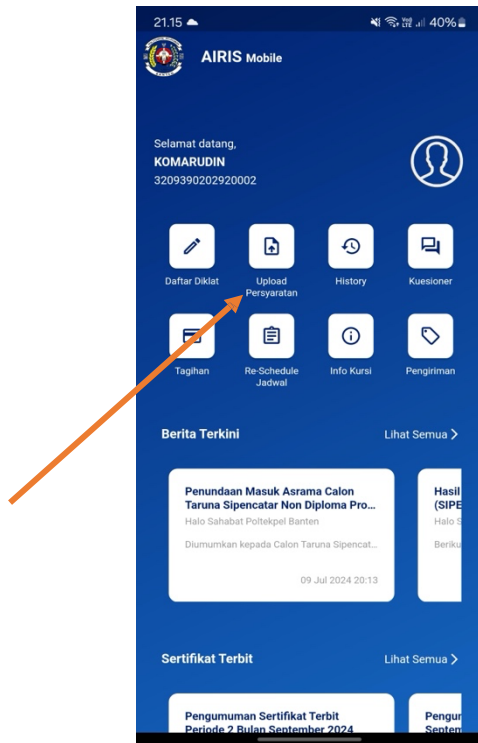 21.15
40%
AIRIS Mobile
Selamat datang,
KOMARUDIN
3209390202920002
Daftar Diklat
Upload Persyaratan
History
Kuesioner
Tagihan
Re-Schedule Jadwal
Info Kursi
Pengiriman
Berita Terkini
Lihat Semua
Penundaan Masuk Asrama Calon
Taruna Sipencatar Non Diploma Pro...
Halo Sahabat Poltekpel Banten
Diumumkan kepada Calon Taruna Sipencat...
09 Jul 2024 20:13
Hasil
(SIPE
Halo S
Beriku
Sertifikat Terbit
Lihat Semua
Pengumuman Sertifikat Terbit
Periode 2 Bulan September 2024
Pengur
Septem